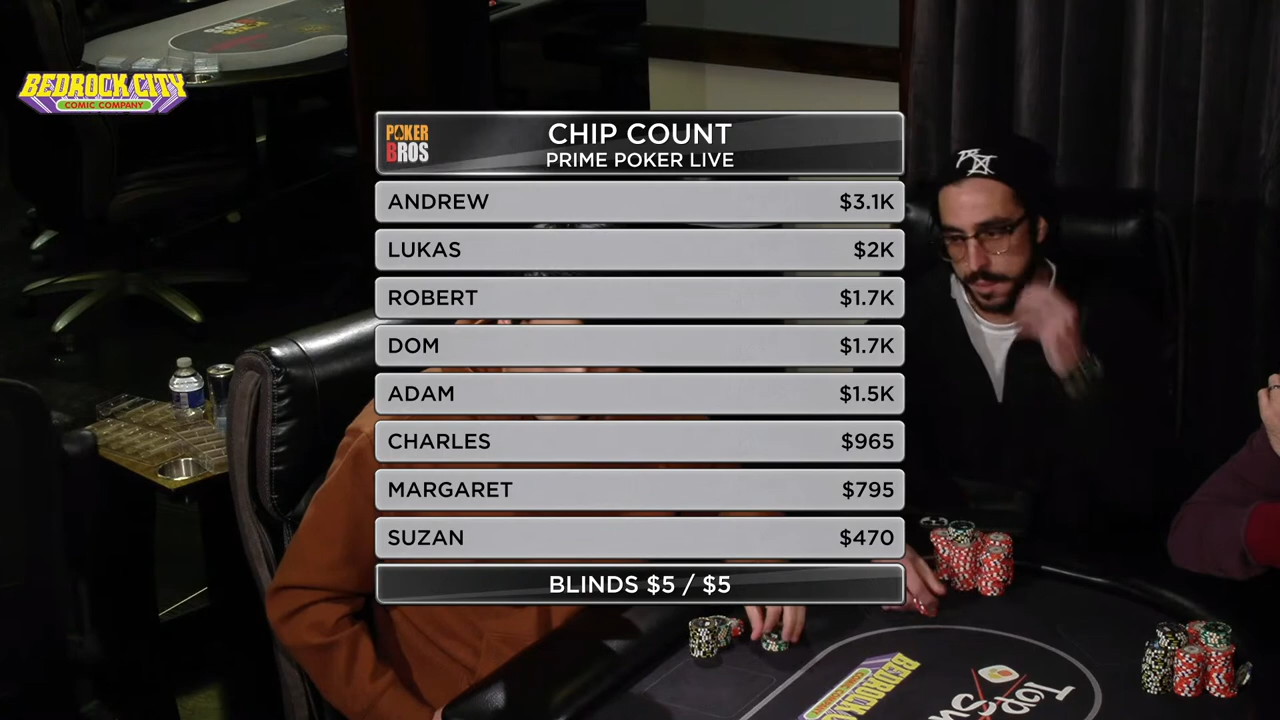 BEDROCK CITY
COMIC COMPANY
POKER
BROS
CHIP COUNT
PRIME POKER LIVE
ANDREW $3.1K
LUKAS $2K
ROBERT $1.7K
DOM $1.7K
ADAM $1.5K
CHARLES $965
MARGARET $795
SUZAN $470
BLINDS $5 / $5